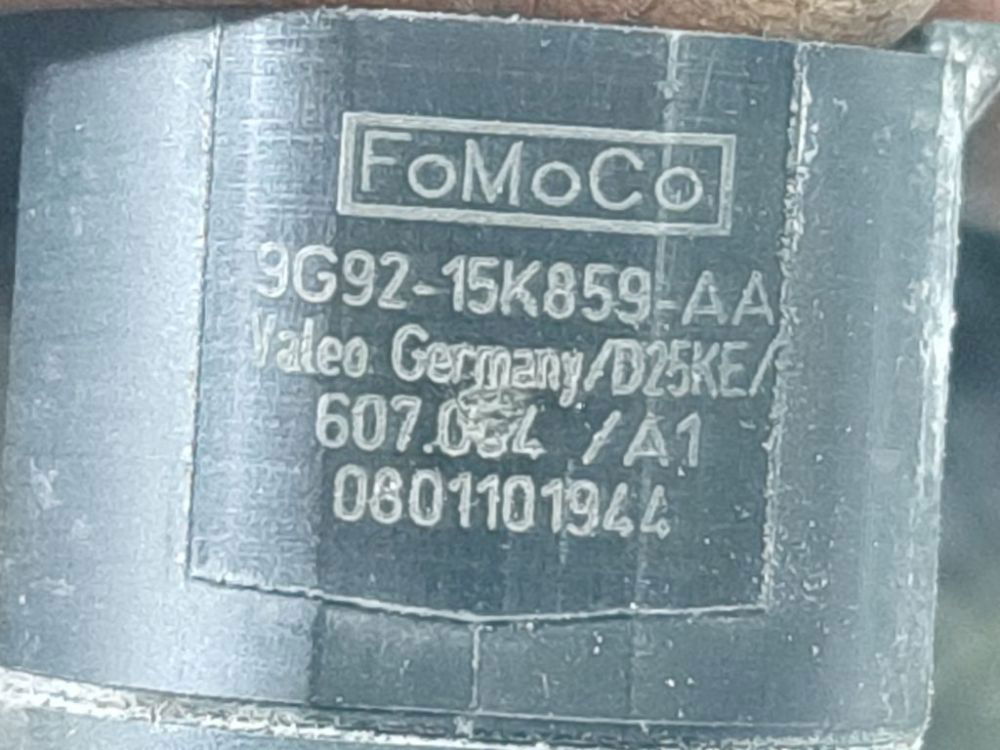 FoMoCo
9G92-15K859-AA
Valeo Germany/D25KE/
/A1
0601101944